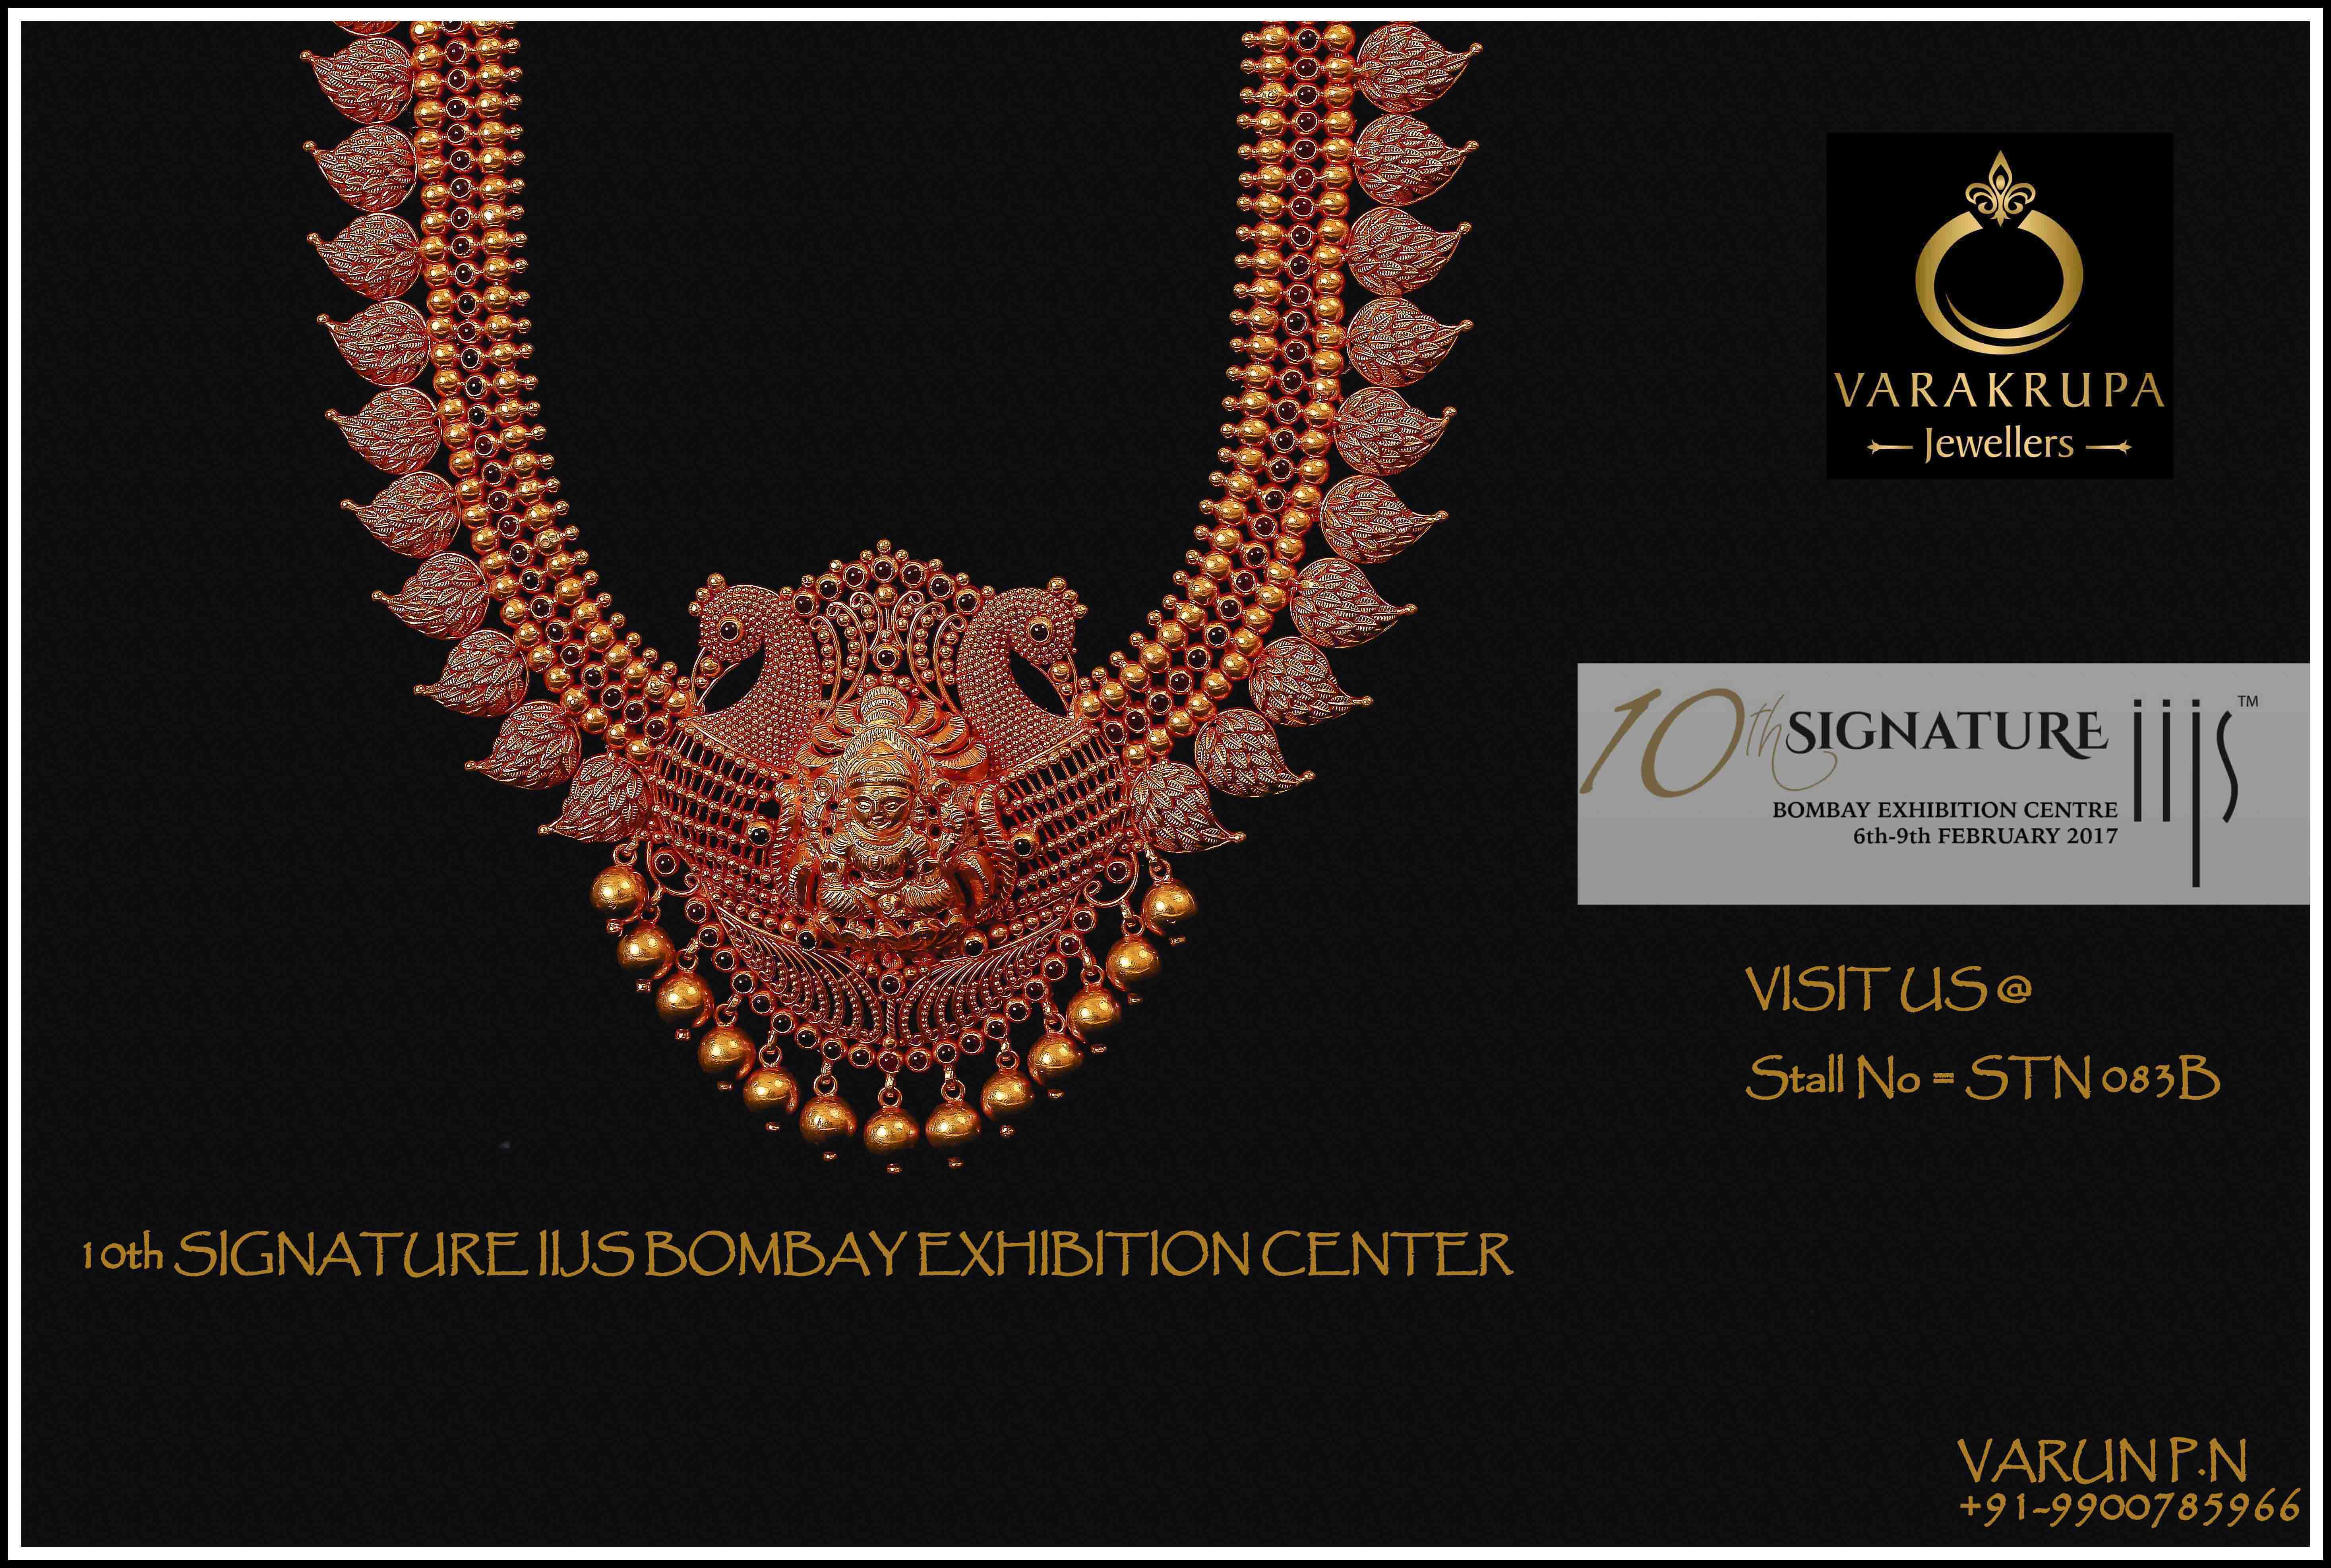 VARAKRUPA
Jewellers
10th SIGNATURE iijs™
BOMBAY EXHIBITION CENTRE
6th-9th FEBRUARY 2017
VISIT US @
Stall No = STN 083B
10th SIGNATURE IIJS BOMBAY EXHIBITION CENTER
VARUN P.N
+91-9900785966